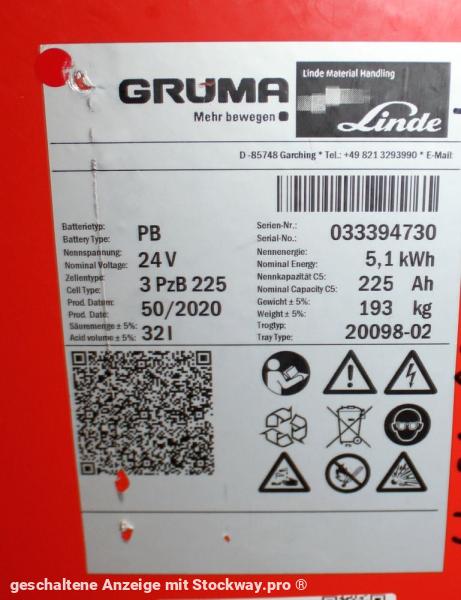 GRUMA
Mehr bewegen
Linde Material Handling
Linde
D-85748 Garching * Tel.: +49 821 3293990 * E-Mail:
Batterietyp:
Battery Type: PB
Nennspannung:
Nominal Voltage: 24 V
Zellentype:
Cell Type: 3 PzB 225
Prod. Datum:
Prod. Date: 50/2020
Säuremenge ± 5%:
Acid volume ± 5%: 32 l
Serien-Nr.:
Serial-No.: 033394730
Nennenergie:
Nominal Energy: 5,1 kWh
Nennkapazität C5:
Nominal Capacity C5: 225 Ah
Gewicht ± 5%:
Weight ± 5%: 193 kg
Trogtyp:
Tray Type: 20098-02
geschaltene Anzeige mit Stockway.pro ®